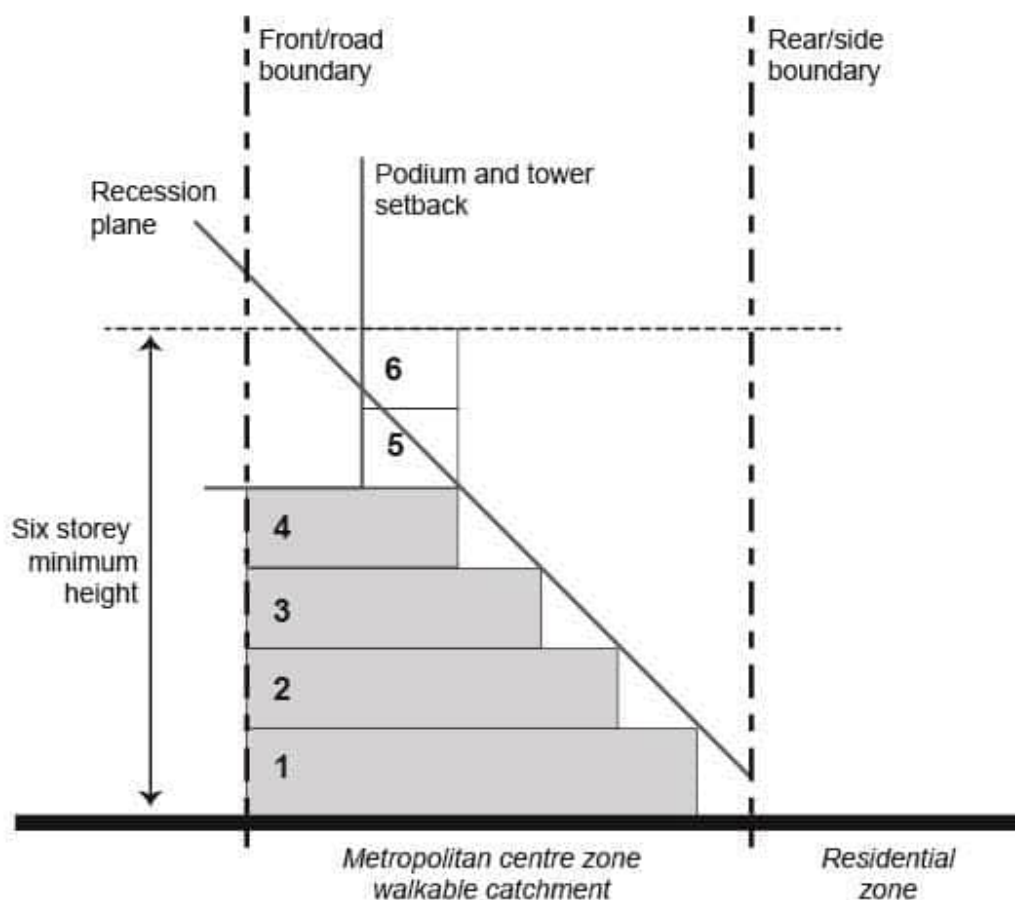 Front/road
boundary
Rear/side
boundary
Podium and tower
setback
Recession
plane
6
5
Six storey
minimum
height
4
3
2
1
Metropolitan centre zone
walkable catchment
Residential
zone